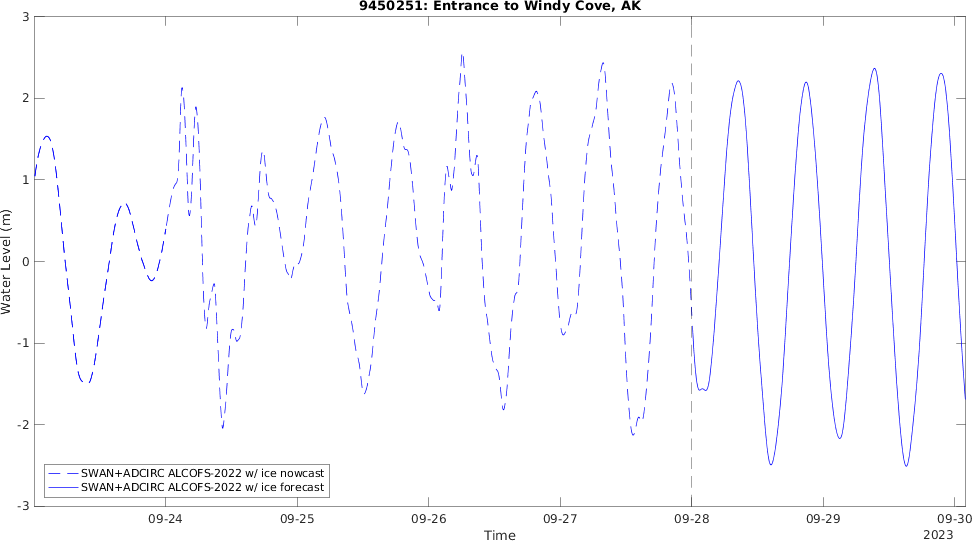 9450251: Entrance to Windy Cove, AK
3
2
1
0
-1
-2
-3
Water Level (m)
SWAN+ADCIRC ALCOFS-2022 w/ ice nowcast
SWAN+ADCIRC ALCOFS-2022 w/ ice forecast
09-24 09-25 09-26 09-27 09-28 09-29 09-30
Time
2023